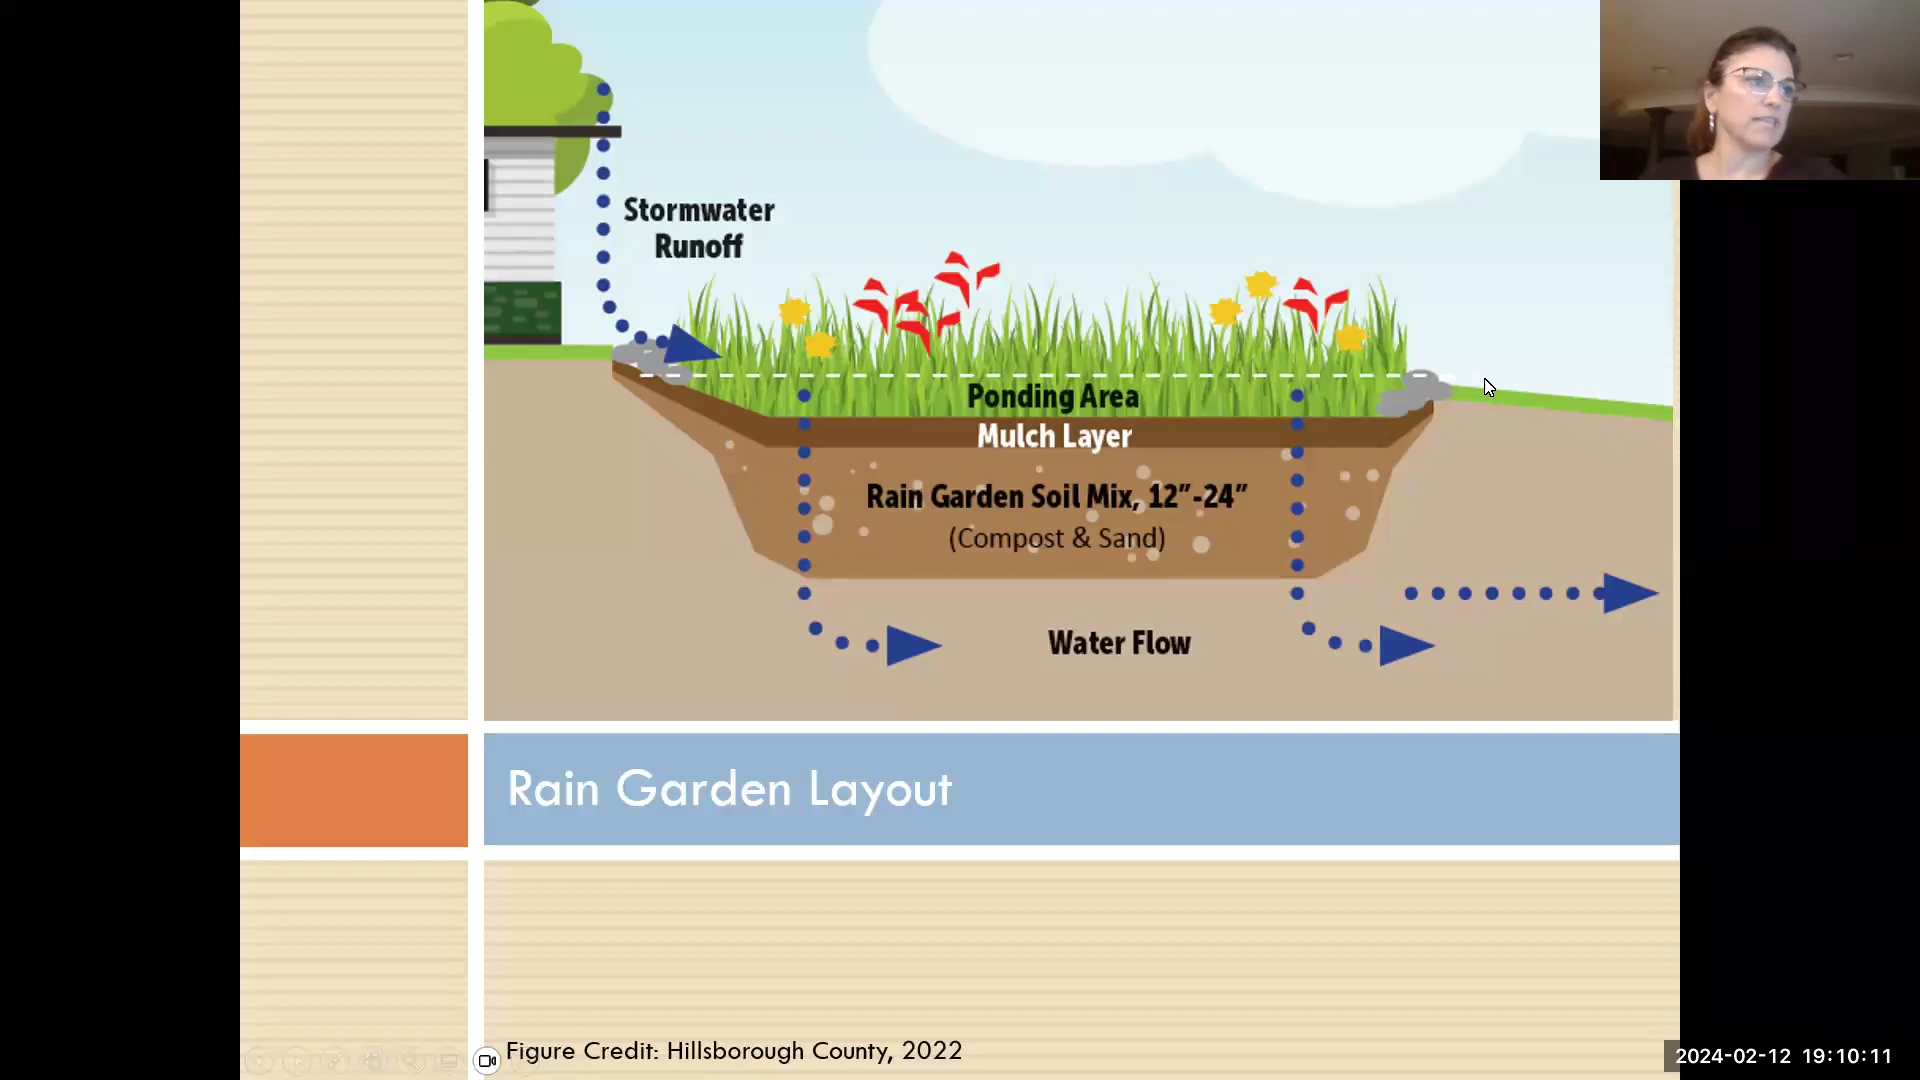 Stormwater
Runoff
Ponding Area
Mulch Layer
Rain Garden Soil Mix, 12”-24”
(Compost & Sand)
Water Flow
Rain Garden Layout
Figure Credit: Hillsborough County, 2022
2024-02-12 19:10:11